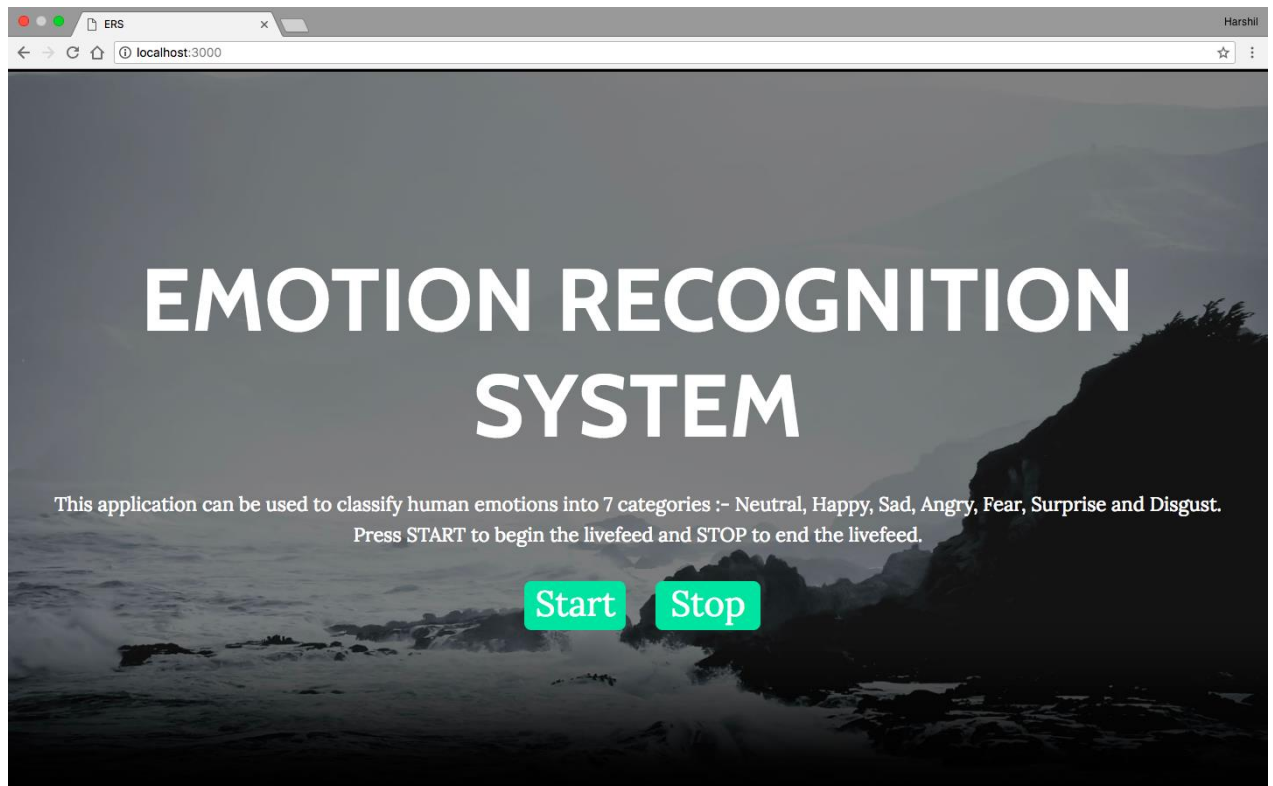 ERS
Harshil
localhost:3000
EMOTION RECOGNITION
SYSTEM
This application can be used to classify human emotions into 7 categories :- Neutral, Happy, Sad, Angry, Fear, Surprise and Disgust.
Press START to begin the livefeed and STOP to end the livefeed.
Start Stop